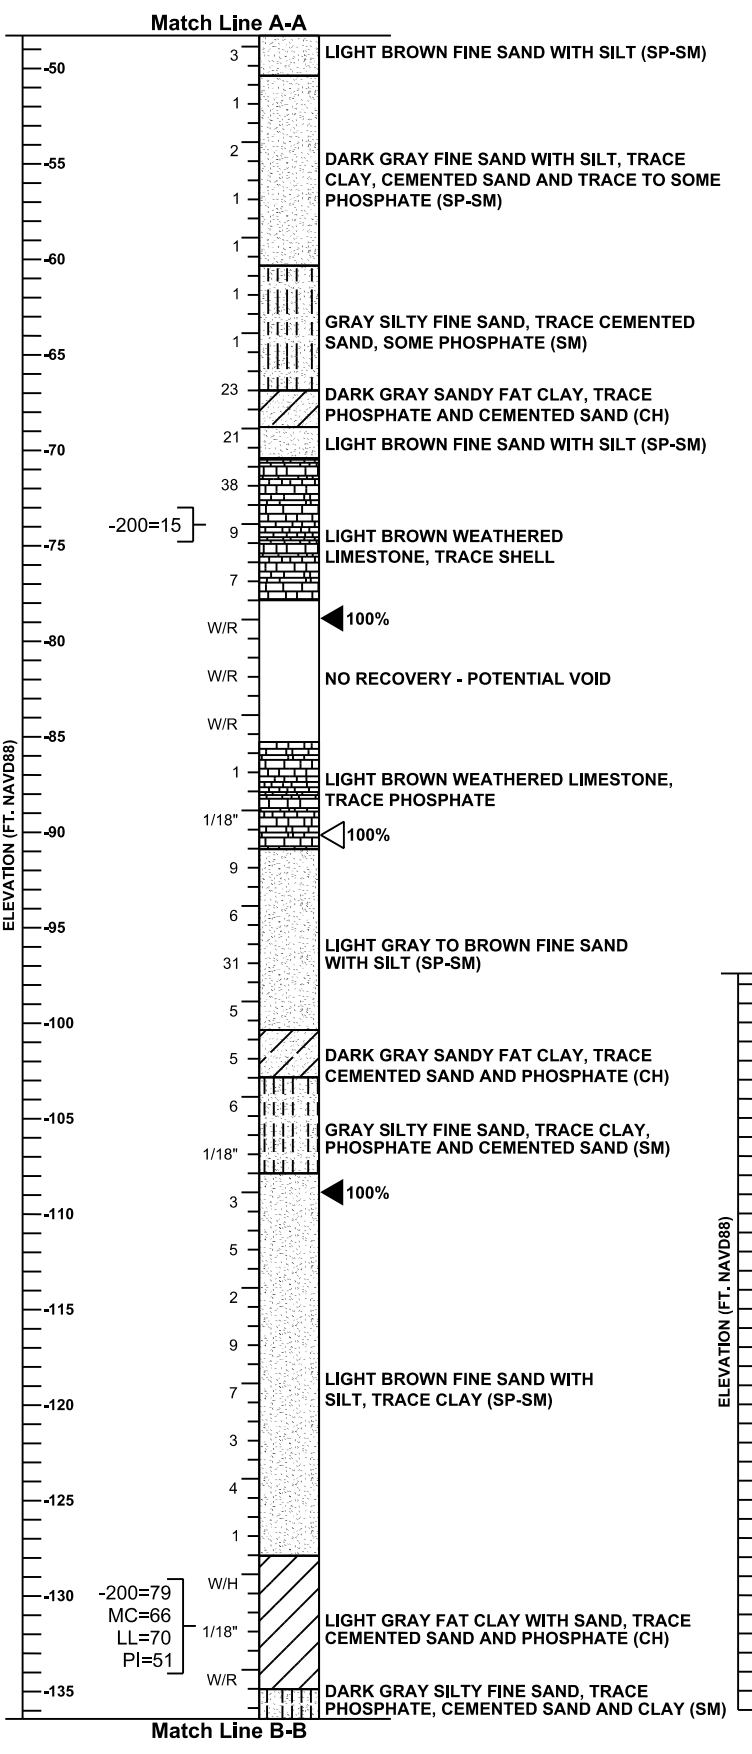 Match Line A-A
3
LIGHT BROWN FINE SAND WITH SILT (SP-SM)
-50
1
2
-55
DARK GRAY FINE SAND WITH SILT, TRACE
CLAY, CEMENTED SAND AND TRACE TO SOME
PHOSPHATE (SP-SM)
1
1
-60
1
GRAY SILTY FINE SAND, TRACE CEMENTED
SAND, SOME PHOSPHATE (SM)
1
-65
23
DARK GRAY SANDY FAT CLAY, TRACE
PHOSPHATE AND CEMENTED SAND (CH)
21
LIGHT BROWN FINE SAND WITH SILT (SP-SM)
-70
38
-200=15
9
LIGHT BROWN WEATHERED
LIMESTONE, TRACE SHELL
-75
7
100%
W/R
-80
W/R
NO RECOVERY - POTENTIAL VOID
W/R
-85
1
LIGHT BROWN WEATHERED LIMESTONE,
TRACE PHOSPHATE
1/18"
-90
100%
ELEVATION (FT. NAVD88)
9
6
-95
LIGHT GRAY TO BROWN FINE SAND
WITH SILT (SP-SM)
31
5
-100
5
DARK GRAY SANDY FAT CLAY, TRACE
CEMENTED SAND AND PHOSPHATE (CH)
6
-105
GRAY SILTY FINE SAND, TRACE CLAY,
PHOSPHATE AND CEMENTED SAND (SM)
1/18"
100%
3
-110
5
2
-115
9
LIGHT BROWN FINE SAND WITH
SILT, TRACE CLAY (SP-SM)
7
-120
3
4
-125
1
W/H
-130
-200=79
MC=66
LL=70
PI=51
1/18"
LIGHT GRAY FAT CLAY WITH SAND, TRACE
CEMENTED SAND AND PHOSPHATE (CH)
W/R
-135
DARK GRAY SILTY FINE SAND, TRACE
PHOSPHATE, CEMENTED SAND AND CLAY (SM)
Match Line B-B
ELEVATION (FT. NAVD88)